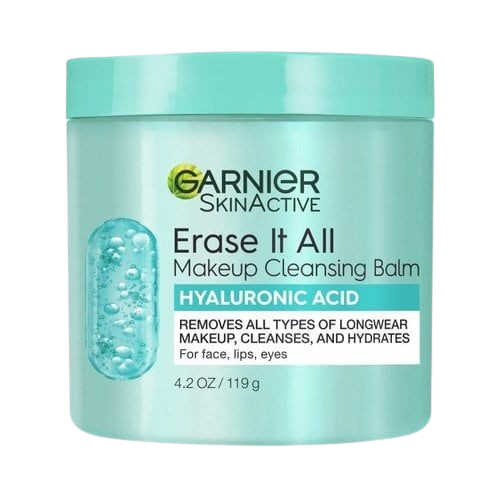 GARNIER
SKINACTIVE
Erase It All
Makeup Cleansing Balm
HYALURONIC ACID
REMOVES ALL TYPES OF LONGWEAR
MAKEUP, CLEANSES, AND HYDRATES
For face, lips, eyes
4.2 OZ / 119 g